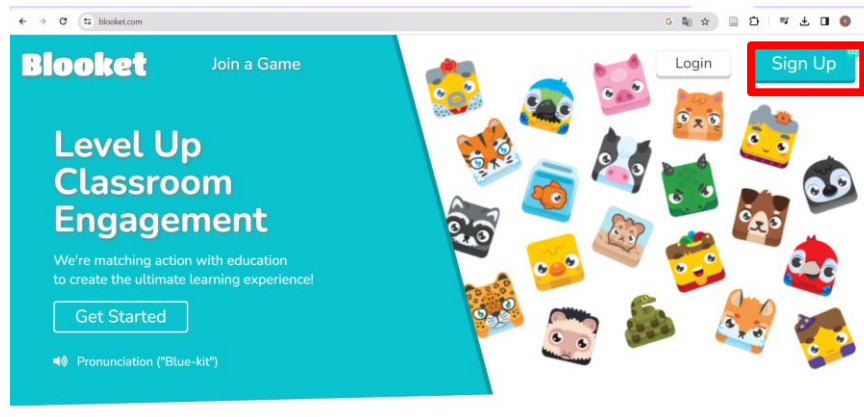 blooket.com
Blooket
Join a Game
Login
Sign Up
Level Up
Classroom
Engagement
We're matching action with education
to create the ultimate learning experience!
Get Started
Pronunciation ("Blue-kit")